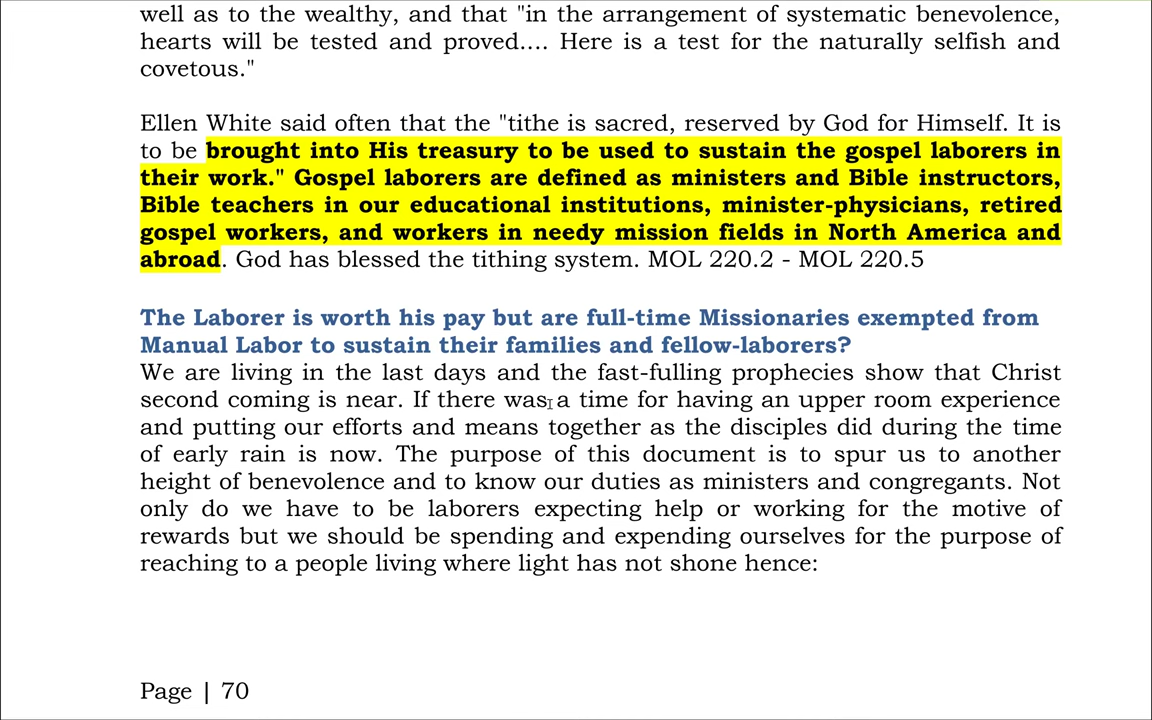 well as to the wealthy, and that "in the arrangement of systematic benevolence,
hearts will be tested and proved.... Here is a test for the naturally selfish and
covetous."
Ellen White said often that the "tithe is sacred, reserved by God for Himself. It is
to be brought into His treasury to be used to sustain the gospel laborers in
their work." Gospel laborers are defined as ministers and Bible instructors,
Bible teachers in our educational institutions, minister-physicians, retired
gospel workers, and workers in needy mission fields in North America and
abroad. God has blessed the tithing system. MOL 220.2 - MOL 220.5
The Laborer is worth his pay but are full-time Missionaries exempted from
Manual Labor to sustain their families and fellow-laborers?
We are living in the last days and the fast-fulling prophecies show that Christ
second coming is near. If there was a time for having an upper room experience
and putting our efforts and means together as the disciples did during the time
of early rain is now. The purpose of this document is to spur us to another
height of benevolence and to know our duties as ministers and congregants. Not
only do we have to be laborers expecting help or working for the motive of
rewards but we should be spending and expending ourselves for the purpose of
reaching to a people living where light has not shone hence:
Page | 70